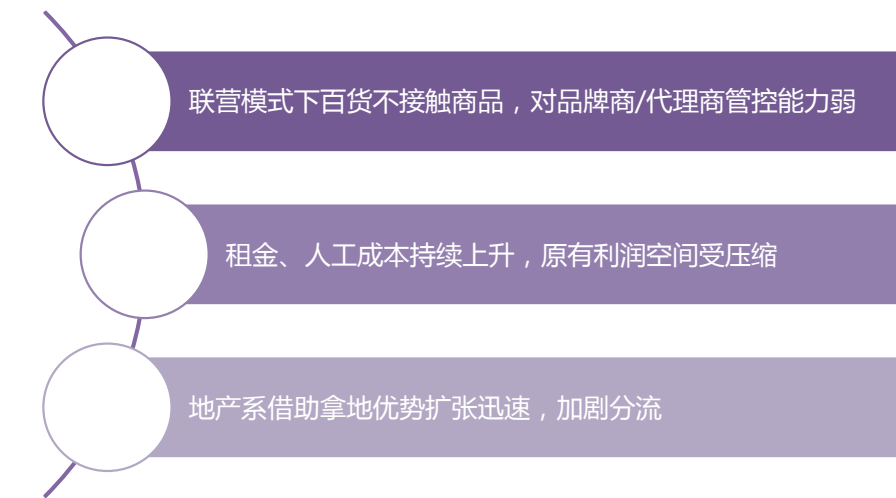 联营模式下百货不接触商品，对品牌商/代理商管控能力弱
租金、人工成本持续上升，原有利润空间受压缩
地产系借助拿地优势扩张迅速，加剧分流